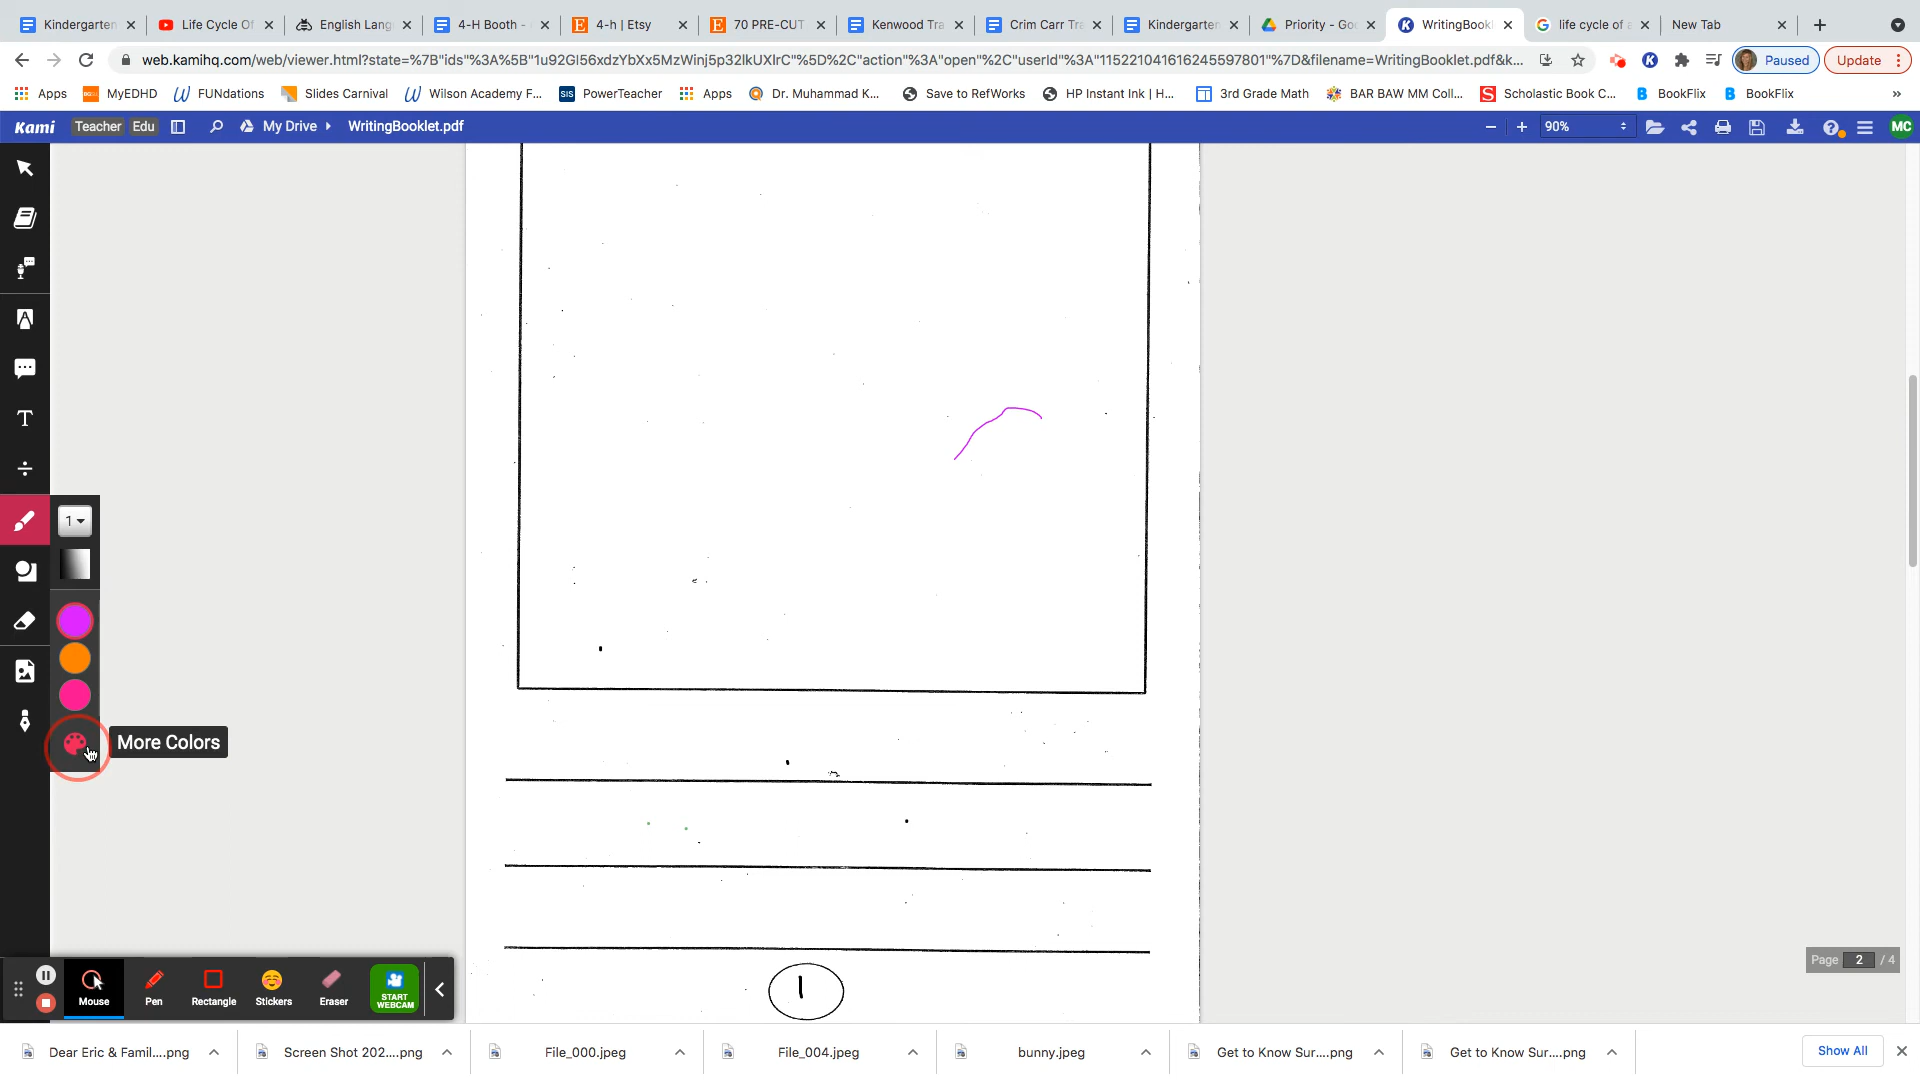 Kindergarten
Life Cycle Of
English Lang
4-H Booth -
4-h | Etsy
70 PRE-CUT
Kenwood Tra
Crim Carr Tra
Kindergarten
Priority - Goo
WritingBookl
life cycle of a
New Tab
web.kamihq.com/web/viewer.html?state=%7B"ids"%3A%5B"1u92GI56xdzYbXx5MzWinj5p32lkUXIrC"%5D%2C"action"%3A"open"%2C"userId"%3A"115221041616245597801"%7D&filename=WritingBooklet.pdf&k...
Paused
Update
Apps
MyEDHD
FUNdations
Slides Carnival
Wilson Academy F...
PowerTeacher
Apps
Dr. Muhammad K...
Save to RefWorks
HP Instant Ink | H...
3rd Grade Math
BAR BAW MM Coll...
Scholastic Book C...
BookFlix
BookFlix
Kami
Teacher
Edu
My Drive
WritingBooklet.pdf
90%
MC
T
1
More Colors
Page 2 / 4
Mouse
Pen
Rectangle
Stickers
Eraser
START
WEBCAM
1
Dear Eric & Famil....png
Screen Shot 202....png
File_000.jpeg
File_004.jpeg
bunny.jpeg
Get to Know Sur....png
Get to Know Sur....png
Show All